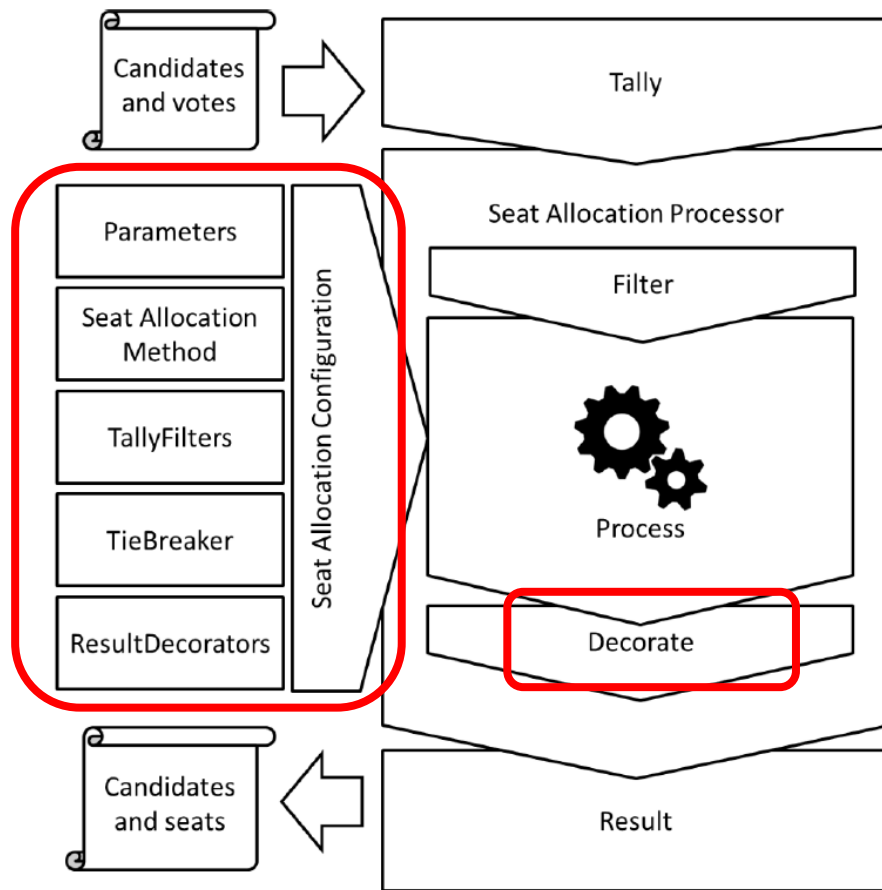 Candidates
and votes
Tally
Parameters
Seat Allocation
Method
TallyFilters
TieBreaker
ResultDecorators
Seat Allocation Configuration
Seat Allocation Processor
Filter
Process
Decorate
Candidates
and seats
Result